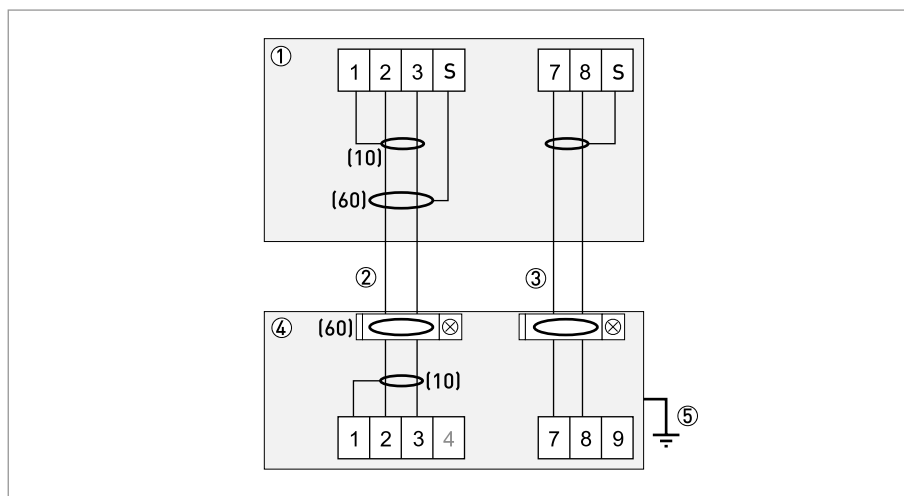 ①
1 2 3 S
7 8 S
(10)
(60)
②
③
④
(60)
(10)
⑤
1 2 3 4
7 8 9